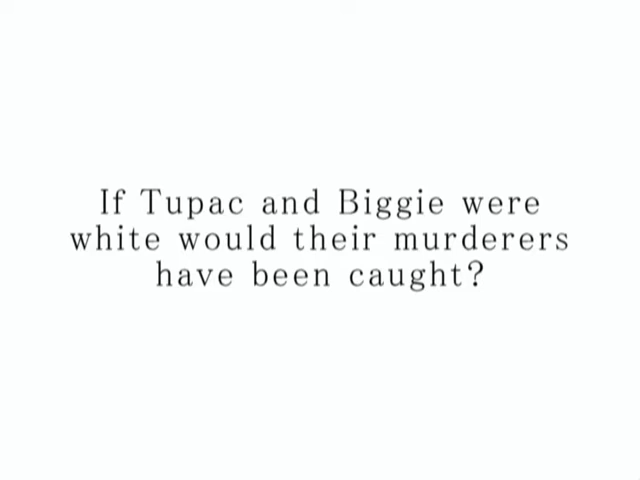 If Tupac and Biggie were
white would their murderers
have been caught?